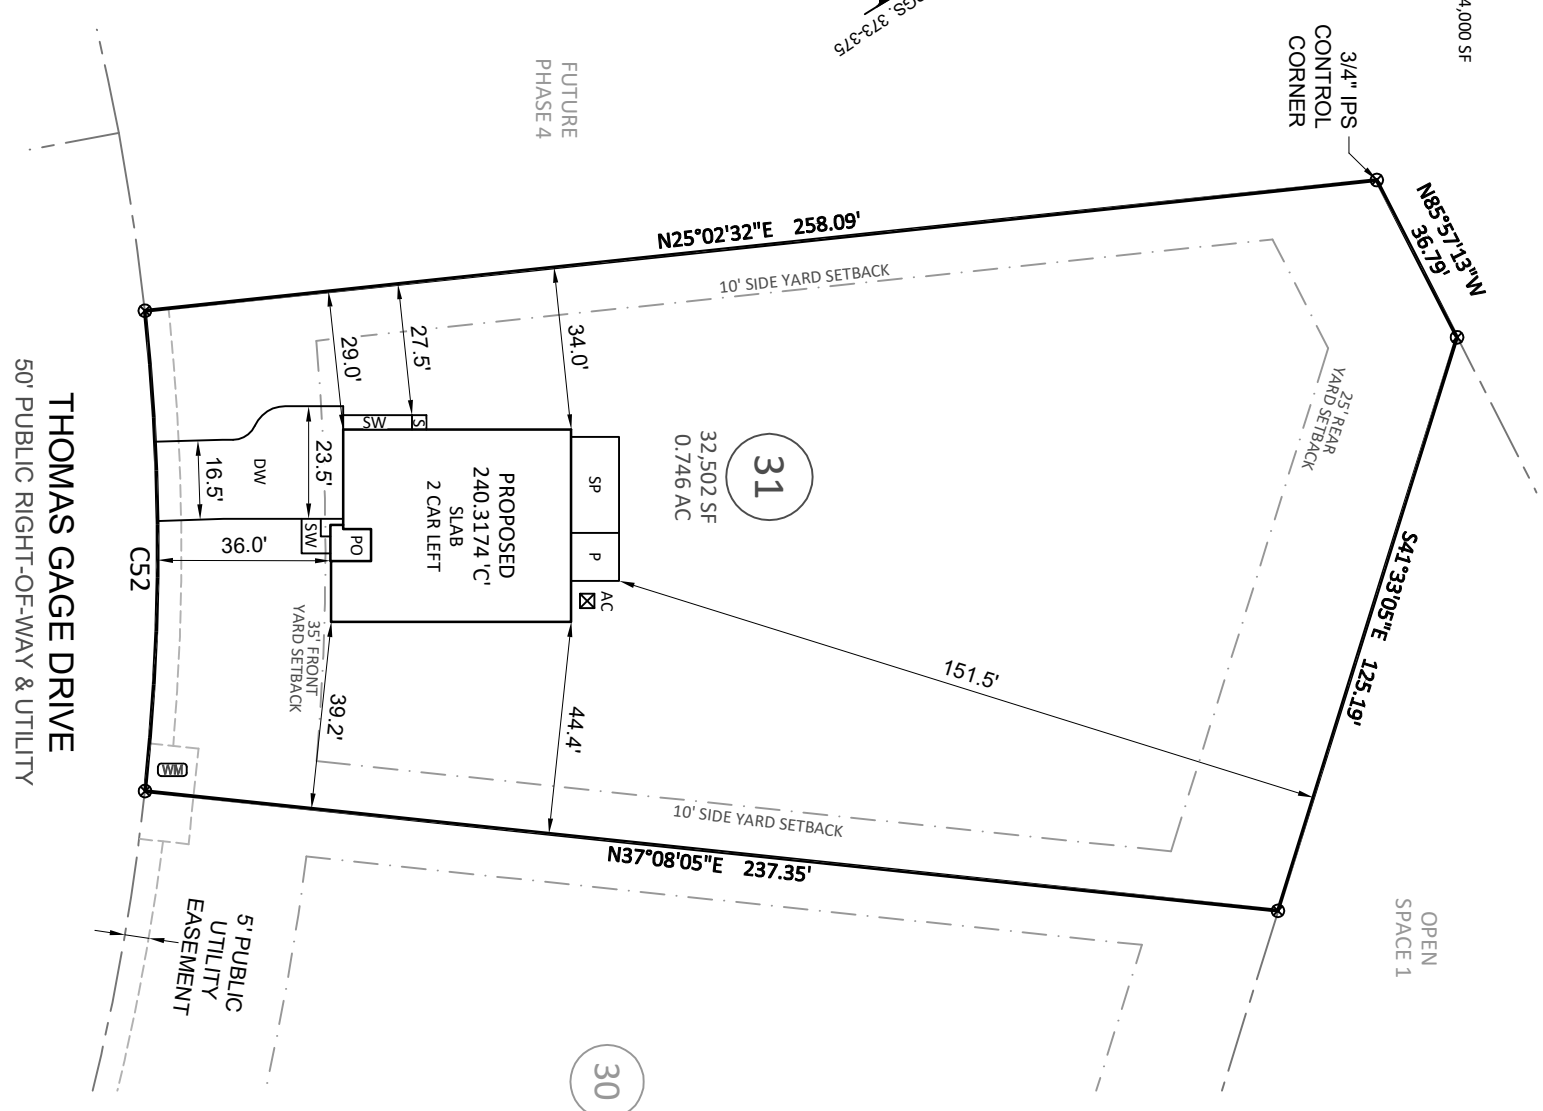 4,000 SF
GS. 373-375
3/4" IPS
CONTROL
CORNER
N85°57'13"W
36.79'
FUTURE
PHASE 4
N25°02'32"E 258.09'
10' SIDE YARD SETBACK
25' REAR
YARD SETBACK
34.0'
27.5'
29.0'
31
32,502 SF
0.746 AC
S41°33'05"E 125.19'
SW
S
SP
P
AC
PROPOSED
240.3174 'C'
SLAB
2 CAR LEFT
PO
SW
23.5'
DW
16.5'
36.0'
C52
THOMAS GAGE DRIVE
50' PUBLIC RIGHT-OF-WAY & UTILITY
35' FRONT
YARD SETBACK
151.5'
44.4'
39.2'
WM
10' SIDE YARD SETBACK
N37°08'05"E 237.35'
OPEN
SPACE 1
5' PUBLIC
UTILITY
EASEMENT
30